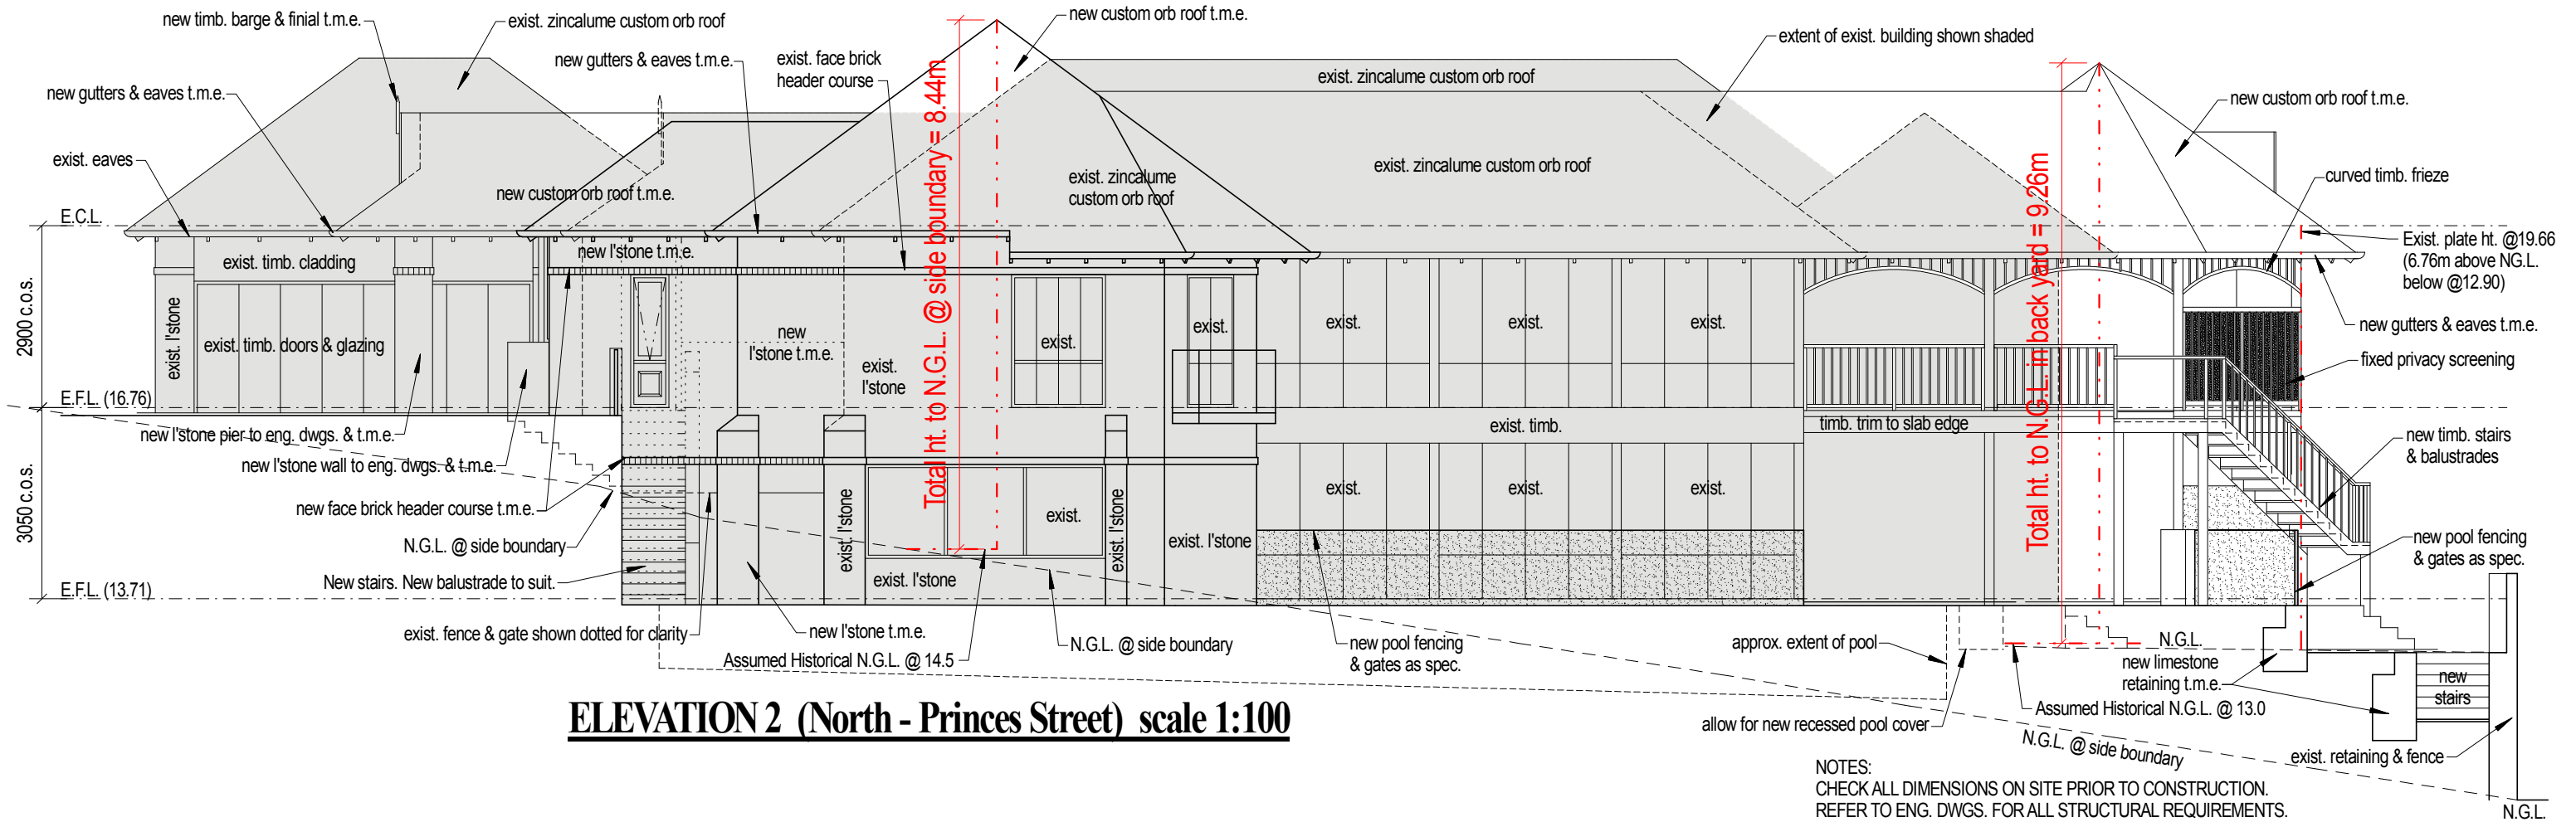 new timb. barge & finial t.m.e.
exist. zincalume custom orb roof
new gutters & eaves t.m.e.
exist. face brick
header course
new custom orb roof t.m.e.
extent of exist. building shown shaded
exist. zincalume custom orb roof
new gutters & eaves t.m.e.
new custom orb roof t.m.e.
exist. eaves
new custom orb roof t.m.e.
exist. zincalume
custom orb roof
exist. zincalume custom orb roof
curved timb. frieze
E.C.L.
Total ht. to N.G.L. @ side boundary = 8.44m
Total ht. to N.G.L. in back yard = 9.26m
Exist. plate ht. @19.66
(6.76m above NG.L.
below @12.90)
new l'stone t.m.e.
exist. timb. cladding
2900 c.o.s.
exist. l'stone
exist. timb. doors & glazing
new
l'stone t.m.e.
exist.
l'stone
exist.
exist.
exist.
exist.
exist.
new gutters & eaves t.m.e.
fixed privacy screening
E.F.L. (16.76)
new l'stone pier to eng. dwgs. & t.m.e.
exist. timb.
timb. trim to slab edge
new timb. stairs
& balustrades
new l'stone wall to eng. dwgs. & t.m.e.
3050 c.o.s.
new face brick header course t.m.e.
exist. l'stone
exist.
exist. l'stone
exist. l'stone
exist.
exist.
exist.
N.G.L. @ side boundary
new pool fencing
& gates as spec.
New stairs. New balustrade to suit.
exist. l'stone
E.F.L. (13.71)
exist. fence & gate shown dotted for clarity
new l'stone t.m.e.
Assumed Historical N.G.L. @ 14.5
N.G.L. @ side boundary
new pool fencing
& gates as spec.
approx. extent of pool
N.G.L.
new limestone
retaining t.m.e.
new
stairs
allow for new recessed pool cover
Assumed Historical N.G.L. @ 13.0
N.G.L. @ side boundary
exist. retaining & fence
ELEVATION 2 (North - Princes Street) scale 1:100
NOTES:
CHECK ALL DIMENSIONS ON SITE PRIOR TO CONSTRUCTION.
REFER TO ENG. DWGS. FOR ALL STRUCTURAL REQUIREMENTS.
N.G.L.